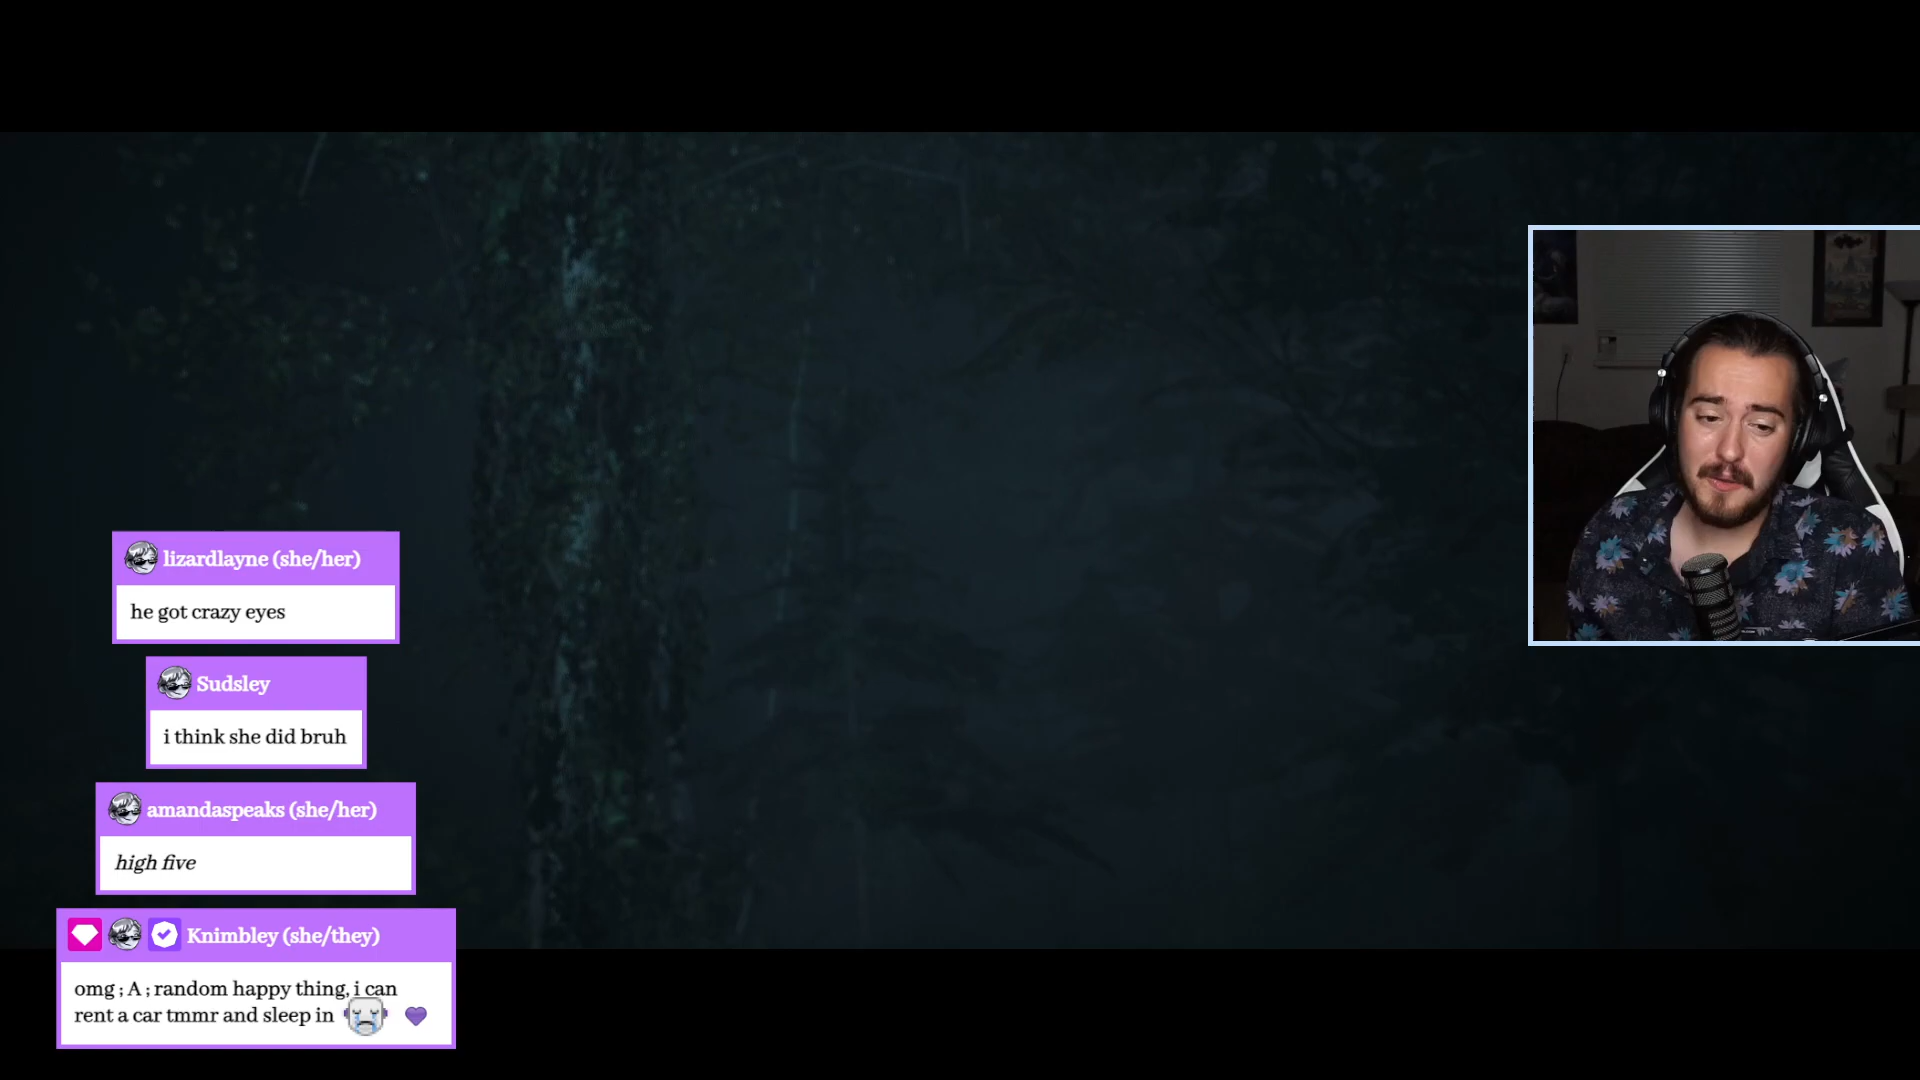 lizardlayne (she/her)
he got crazy eyes
Sudsley
i think she did bruh
amandaspeaks (she/her)
high five
Knimbley (she/they)
omg ; A ; random happy thing, i can
rent a car tmmr and sleep in